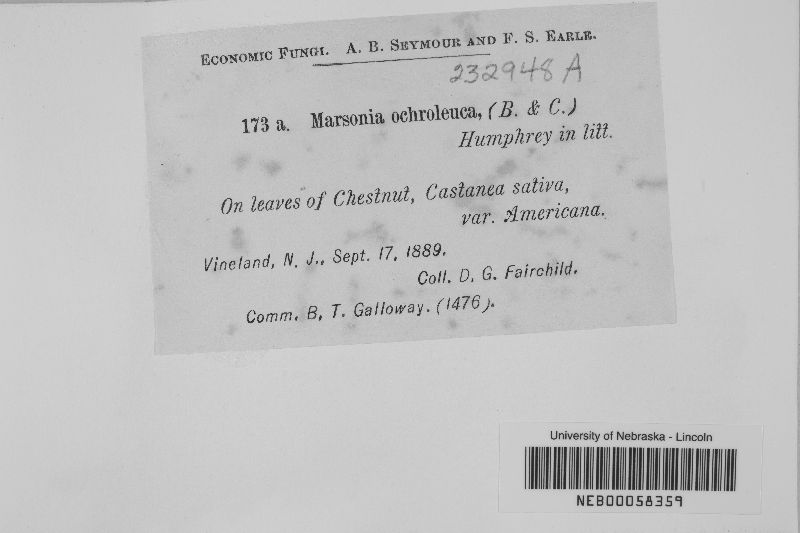 Economic Fungi. A. B. Seymour and F. S. Earle.
232948 A
173 a. Marsonia ochroleuca, (B. & C.)
Humphrey in litt.
On leaves of Chestnut, Castanea sativa,
var. Americana.
Vineland, N. J., Sept. 17, 1889.
Coll. D. G. Fairchild.
Comm. B. T. Galloway. (1476).
University of Nebraska - Lincoln
NEB00058359